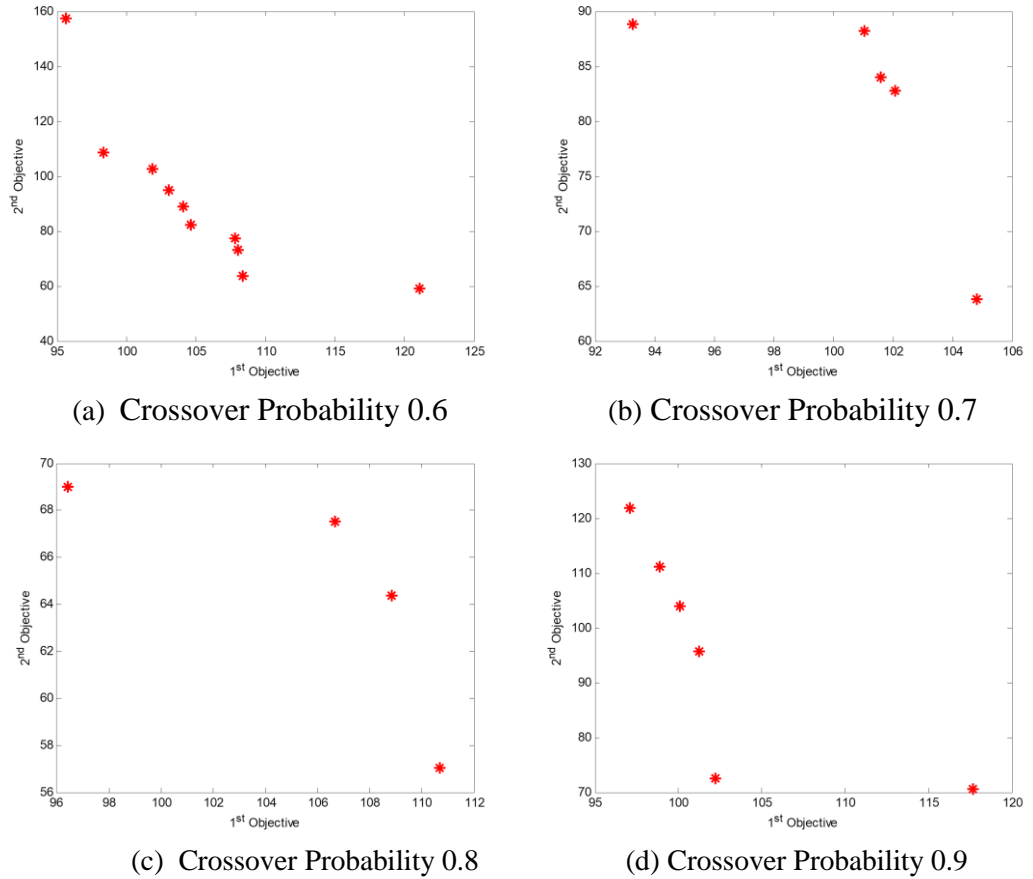 160
140
120
100
80
60
40
2nd Objective
95 100 105 110 115 120 125
1st Objective
(a) Crossover Probability 0.6
90
85
80
75
70
65
60
2nd Objective
92 94 96 98 100 102 104 106
1st Objective
(b) Crossover Probability 0.7
70
68
66
64
62
60
58
56
2nd Objective
96 98 100 102 104 106 108 110 112
1st Objective
(c) Crossover Probability 0.8
130
120
110
100
90
80
70
2nd Objective
95 100 105 110 115 120
1st Objective
(d) Crossover Probability 0.9